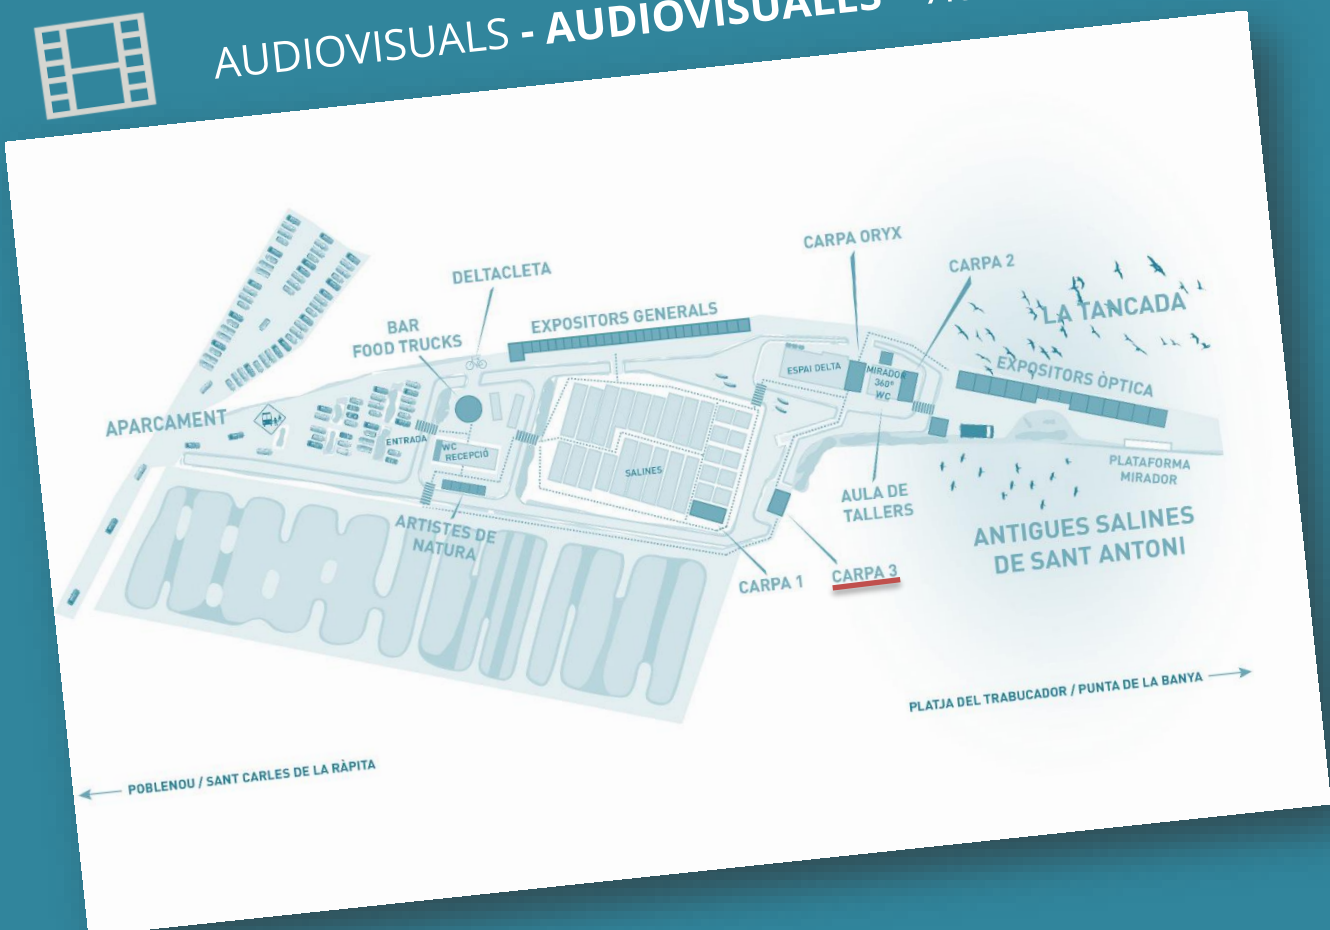 AUDIOVISUALS - AUDIOVISUALES -
CARPA ORYX
CARPA 2
DELTACLETA
LA TANCADA
EXPOSITORS GENERALS
BAR
FOOD TRUCKS
ESPAI DELTA
MIRADOR
360º
WC
EXPOSITORS ÒPTICA
APARCAMENT
ENTRADA
WC
RECEPCIÓ
SALINES
PLATAFORMA
MIRADOR
AULA DE
TALLERS
ARTISTES DE
NATURA
ANTIGUES SALINES
DE SANT ANTONI
CARPA 1
CARPA 3
PLATJA DEL TRABUCADOR / PUNTA DE LA BANYA
POBLENOU / SANT CARLES DE LA RÀPITA